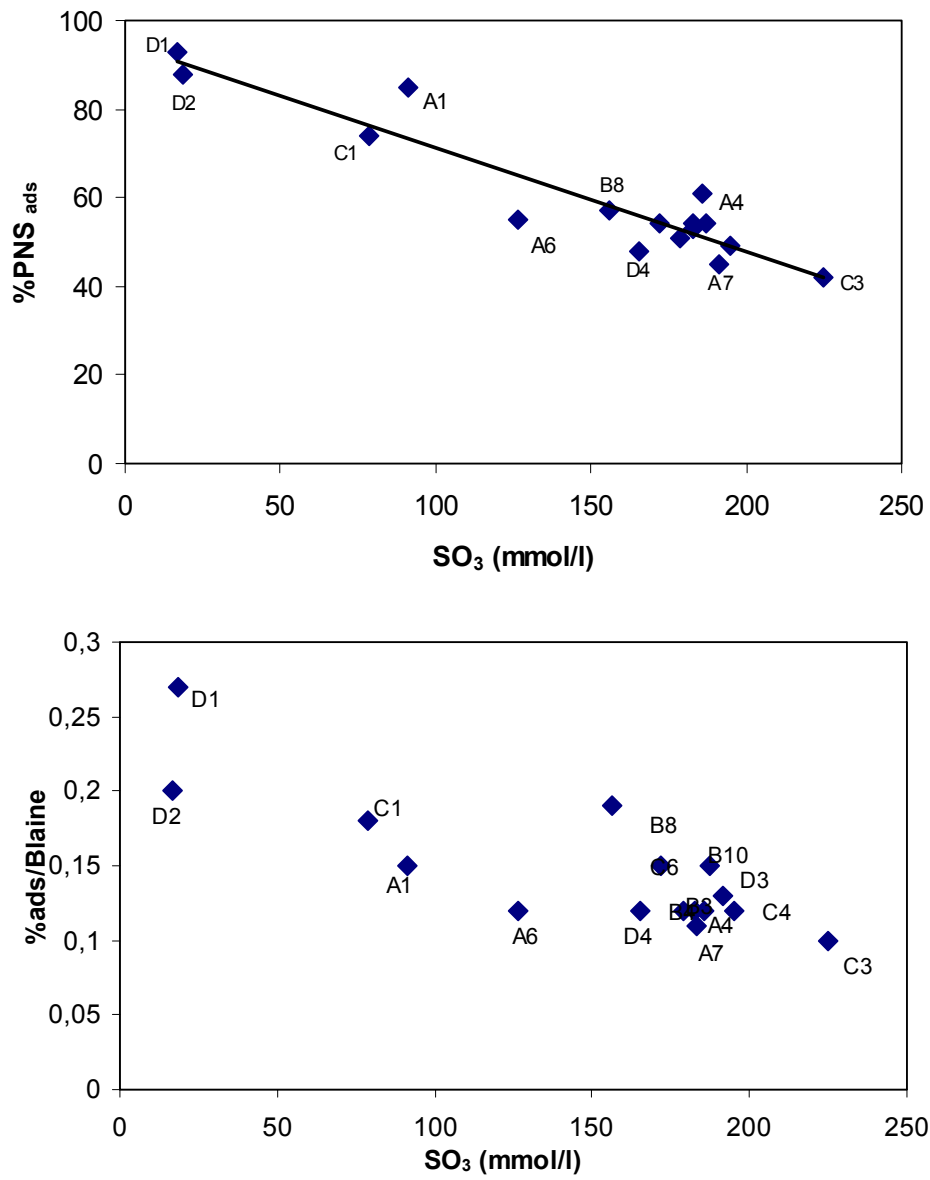 100
80
60
40
20
0
%PNS ads
D1
D2
A1
C1
B8
A4
A6
D4
A7
C3
0 50 100 150 200 250
SO₃ (mmol/l)
0,3
0,25
0,2
0,15
0,1
0,05
0
%ads/Blaine
D1
D2
C1
B8
A1
B10
D3
A6
D4
A4
C4
A7
C3
0 50 100 150 200 250
SO₃ (mmol/l)